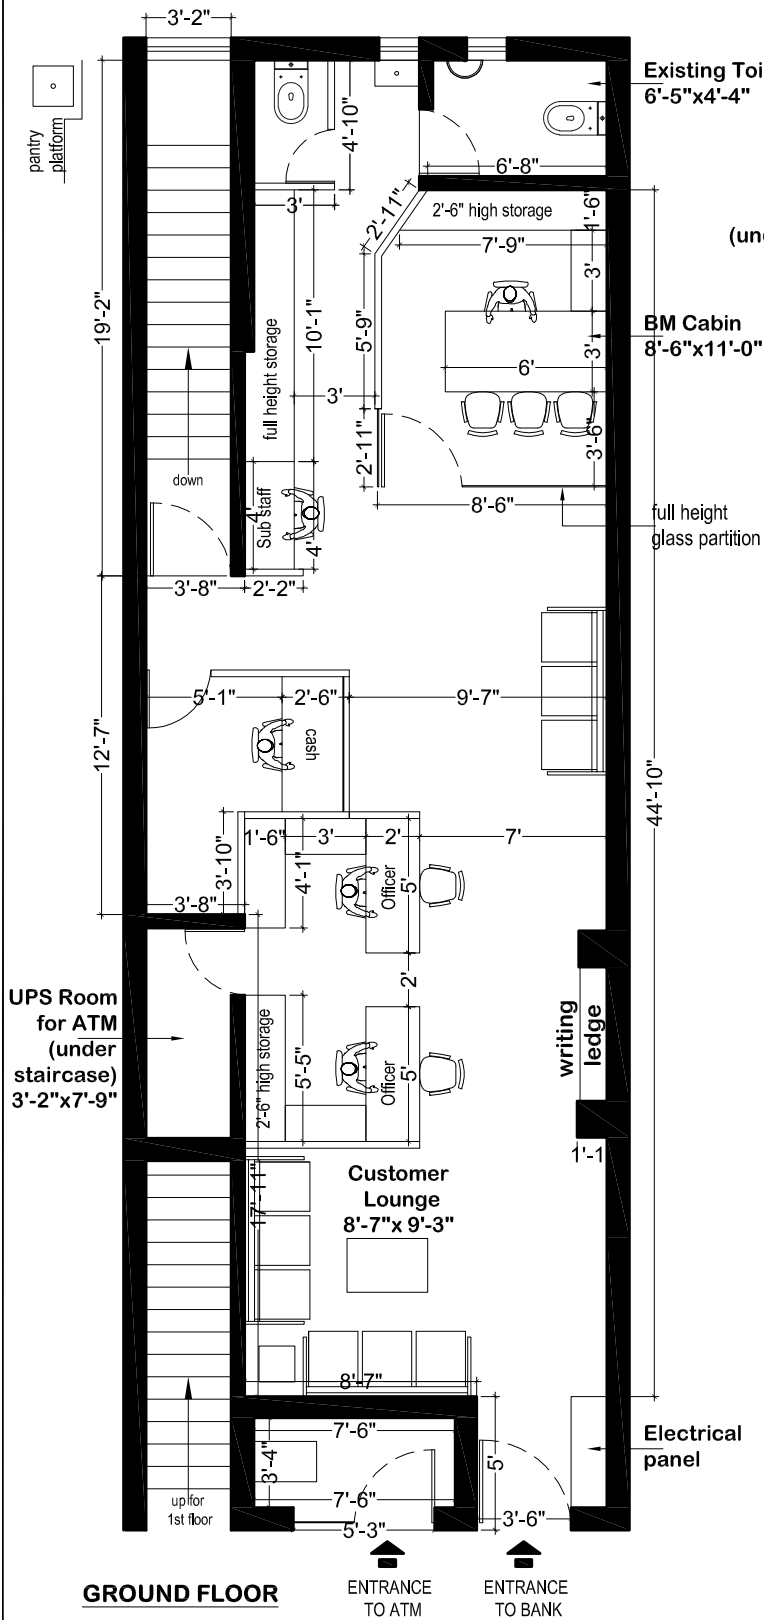 3'-2"
pantry
platform
Existing Toi
6'-5"x4'-4"
4'-10"
6'-8"
3'
2'-11"
2'-6" high storage
1'-6"
7'-9"
(und
3'
19'-2"
10'-1"
5'-9"
full height storage
BM Cabin
8'-6"x11'-0"
3'
6'
3'
2'-11"
3'-6"
down
8'-6"
full height
glass partition
4'
Sub staff
4'
3'-8"
2'-2"
5'-1"
2'-6"
9'-7"
cash
12'-7"
44'-10"
1'-6"
3'
2'
7'
3'-10"
4'-1"
Officer
5'
3'-8"
2'
UPS Room
for ATM
(under
staircase)
3'-2"x7'-9"
writing
ledge
2'-6" high storage
5'-5"
Officer
5'
1'-1
17'-11"
Customer
Lounge
8'-7"x 9'-3"
8'-7"
7'-6"
3'-4"
5'
Electrical
panel
7'-6"
up for
1st floor
5'-3"
3'-6"
GROUND FLOOR
ENTRANCE
TO ATM
ENTRANCE
TO BANK